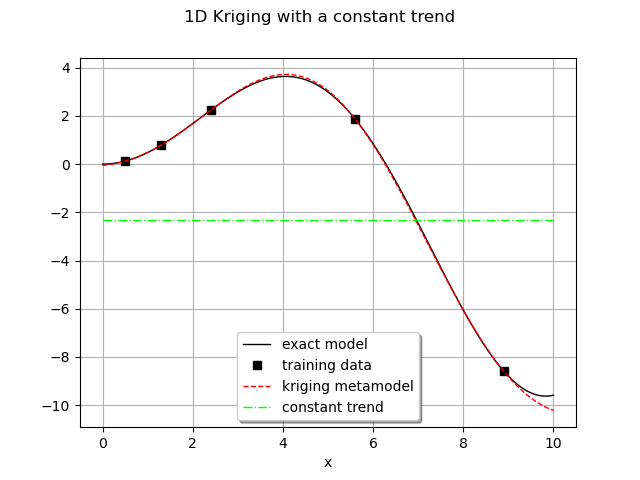 1D Kriging with a constant trend
4
2
0
−2
−4
−6
−8
−10
exact model
training data
kriging metamodel
constant trend
0 2 4 6 8 10
x